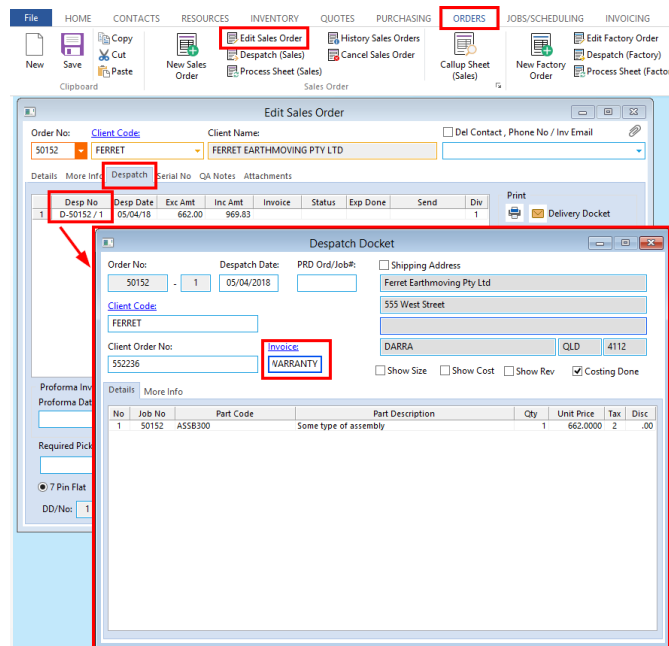 File HOME CONTACTS RESOURCES INVENTORY QUOTES PURCHASING ORDERS JOBS/SCHEDULING INVOICING
New Save Copy Cut Paste
Clipboard
New Sales Order
Edit Sales Order
Despatch (Sales)
Process Sheet (Sales)
History Sales Orders
Cancel Sales Order
Sales Order
Callup Sheet (Sales)
New Factory Order
Edit Factory Order
Despatch (Factory)
Process Sheet (Facto
Edit Sales Order
Order No: Client Code: Client Name: Del Contact , Phone No / Inv Email
50152 FERRET FERRET EARTHMOVING PTY LTD
Details More Info Despatch Serial No QA Notes Attachments
Desp No Desp Date Exc Amt Inc Amt Invoice Status Exp Done Send Div
1 D-50152 / 1 05/04/18 662.00 969.83 1
Print
Delivery Docket
Proforma Inv
Proforma Dat
Required Pick
7 Pin Flat
DD/No: 1
Despatch Docket
Order No: Despatch Date: PRD Ord/Job#: Shipping Address
50152 - 1 05/04/2018 Ferret Earthmoving Pty Ltd
Client Code: 555 West Street
FERRET
Client Order No: Invoice: DARRA QLD 4112
552236 WARRANTY Show Size Show Cost Show Rev Costing Done
Details More Info
No Job No Part Code Part Description Qty Unit Price Tax Disc
1 50152 ASSB300 Some type of assembly 1 662.0000 2 .00